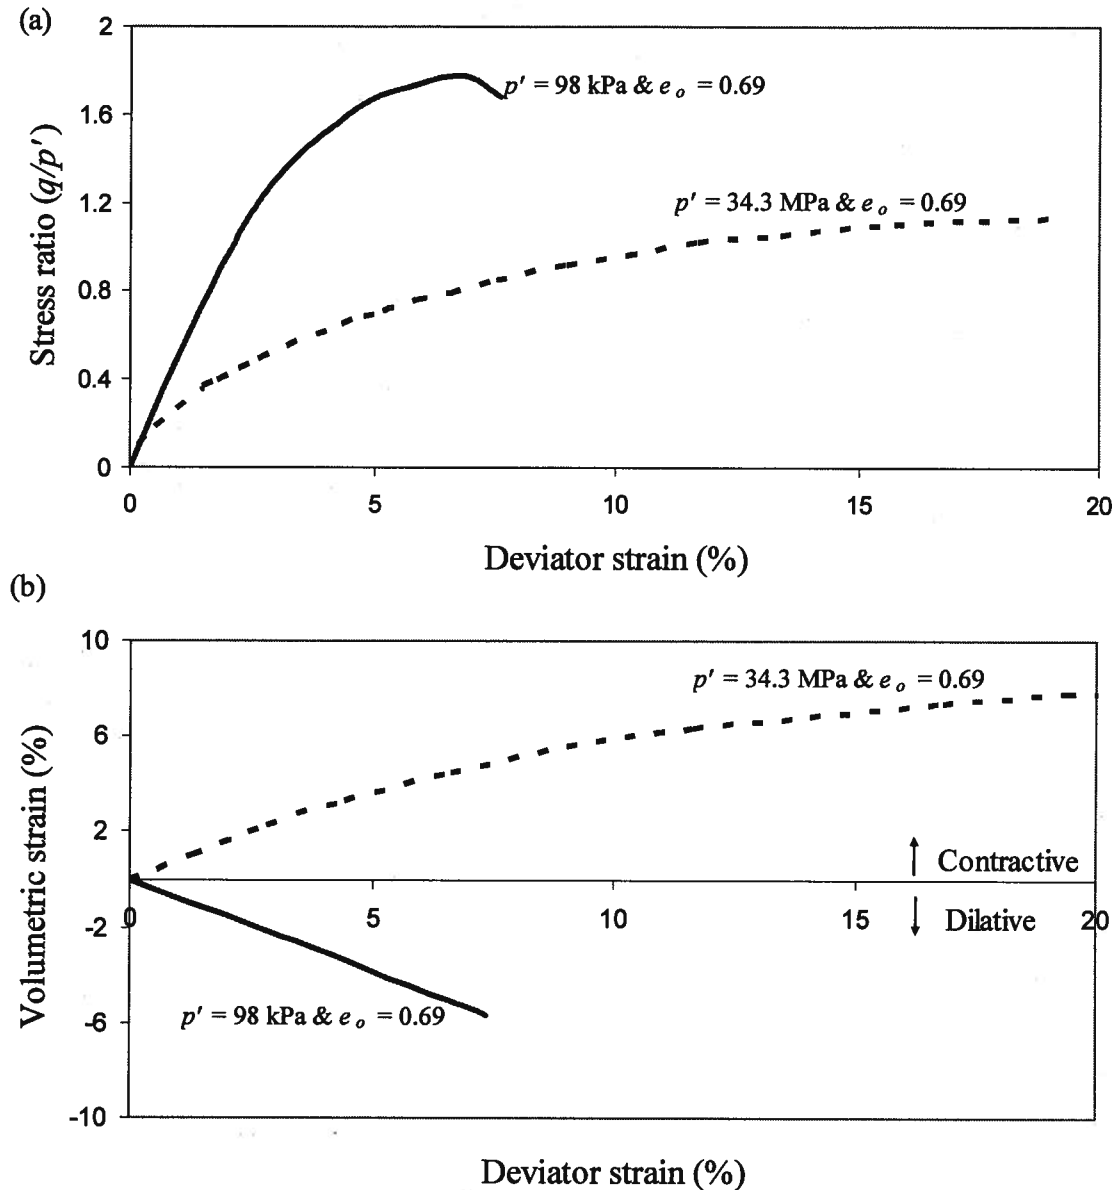 (a)
2
1.6
1.2
0.8
0.4
0
Stress ratio (q/p′)
p′ = 98 kPa & eₒ = 0.69
p′ = 34.3 MPa & eₒ = 0.69
0 5 10 15 20
Deviator strain (%)
(b)
10
6
2
-2
-6
-10
Volumetric strain (%)
p′ = 34.3 MPa & eₒ = 0.69
Contractive
0 5 10 15 20
Dilative
p′ = 98 kPa & eₒ = 0.69
Deviator strain (%)